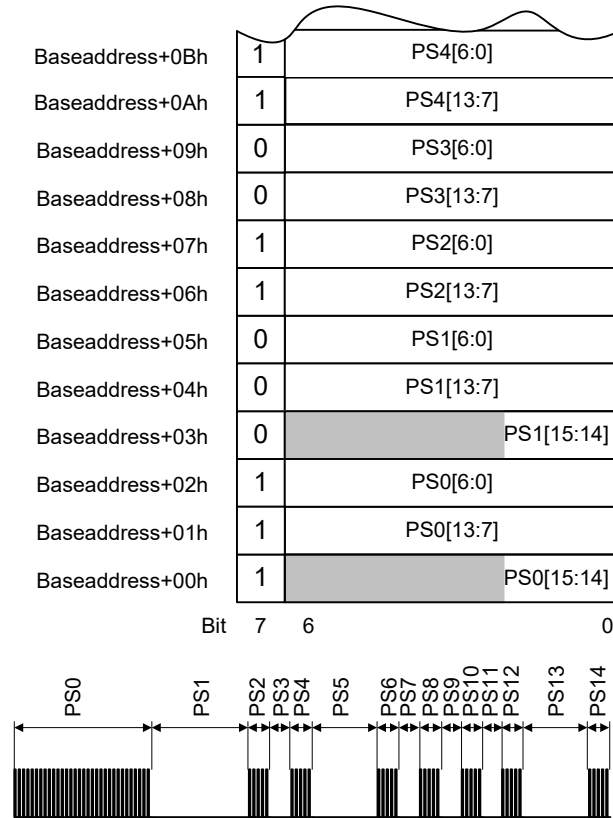 Baseaddress+0Bh 1 PS4[6:0]
Baseaddress+0Ah 1 PS4[13:7]
Baseaddress+09h 0 PS3[6:0]
Baseaddress+08h 0 PS3[13:7]
Baseaddress+07h 1 PS2[6:0]
Baseaddress+06h 1 PS2[13:7]
Baseaddress+05h 0 PS1[6:0]
Baseaddress+04h 0 PS1[13:7]
Baseaddress+03h 0 PS1[15:14]
Baseaddress+02h 1 PS0[6:0]
Baseaddress+01h 1 PS0[13:7]
Baseaddress+00h 1 PS0[15:14]
Bit 7 6 0
PS0 PS1 PS2 PS3 PS4 PS5 PS6 PS7 PS8 PS9 PS10 PS11 PS12 PS13 PS14